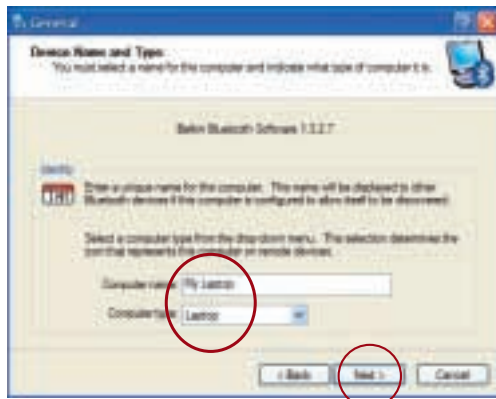 General
Device Name and Type
You must select a name for this computer and indicate what type of computer it is.
Belkin Bluetooth Software 1.3.2.7
Identity
Enter a unique name for this computer. This name will be displayed to other
Bluetooth devices if this computer is configured to allow itself to be discovered.
Select a computer type from the drop-down menu. This selection determines the
icon that represents this computer on remote devices.
Computer name: My Laptop
Computer type: Laptop
< Back
Next >
Cancel